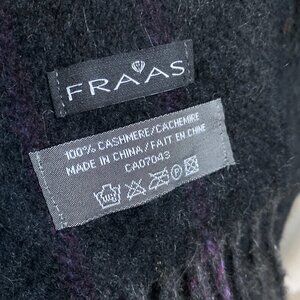 FRAAS
100% CASHMERE/CACHEMIRE
MADE IN CHINA/FAIT EN CHINE
CA07043